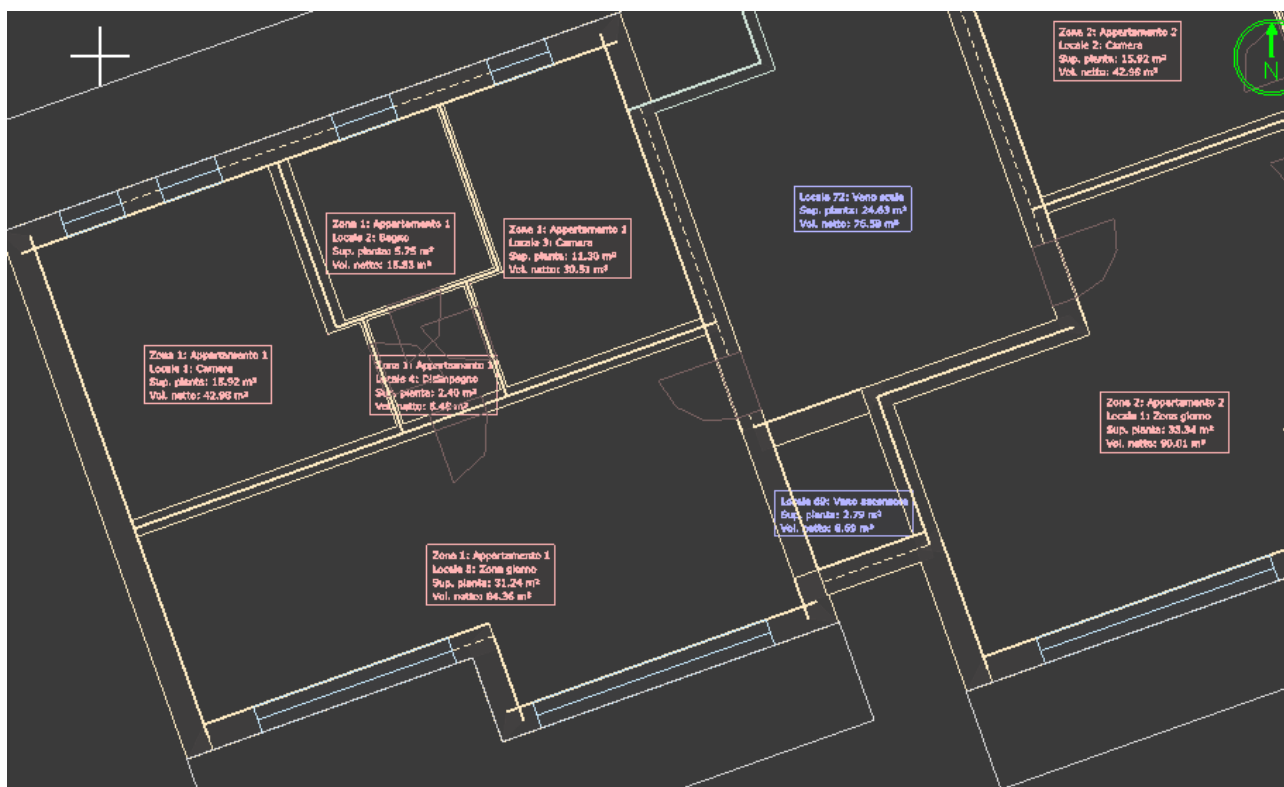 Zona 2: Appartamento 2
Locale 2: Camera
Sup. pianta: 15.92 m²
Vol. netto: 42.98 m³
N
Locale 72: Vano scale
Sup. pianta: 24.63 m²
Vol. netto: 76.59 m³
Zona 1: Appartamento 1
Locale 2: Bagno
Sup. pianta: 5.75 m²
Vol. netto: 15.53 m³
Zona 1: Appartamento 1
Locale 3: Camera
Sup. pianta: 11.30 m²
Vol. netto: 30.51 m³
Zona 1: Appartamento 1
Locale 1: Camera
Sup. pianta: 15.92 m²
Vol. netto: 42.98 m³
Zona 1: Appartamento 1
Locale 4: Disimpegno
Sup. pianta: 2.40 m²
Vol. netto: 6.48 m³
Zona 2: Appartamento 2
Locale 1: Zona giorno
Sup. pianta: 33.34 m²
Vol. netto: 90.01 m³
Locale 69: Vano ascensore
Sup. pianta: 2.79 m²
Vol. netto: 8.69 m³
Zona 1: Appartamento 1
Locale 5: Zona giorno
Sup. pianta: 31.24 m²
Vol. netto: 84.36 m³